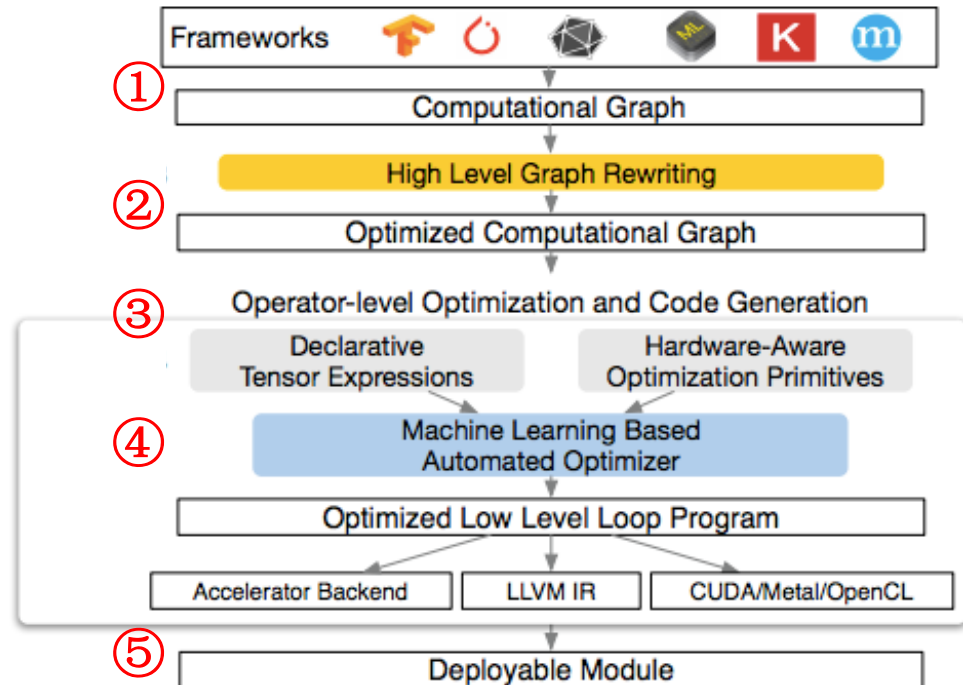 Frameworks
ML
K
m
①
Computational Graph
High Level Graph Rewriting
②
Optimized Computational Graph
③
Operator-level Optimization and Code Generation
Declarative
Tensor Expressions
Hardware-Aware
Optimization Primitives
④
Machine Learning Based
Automated Optimizer
Optimized Low Level Loop Program
Accelerator Backend
LLVM IR
CUDA/Metal/OpenCL
⑤
Deployable Module